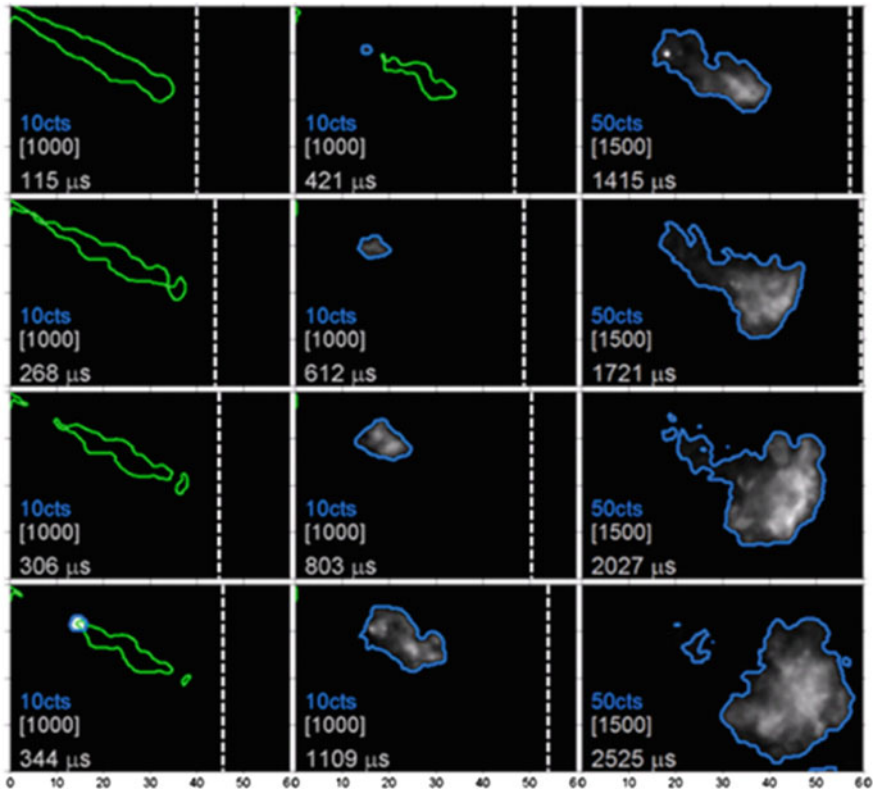 10cts
[1000]
115 µs
10cts
[1000]
421 µs
50cts
[1500]
1415 µs
10cts
[1000]
268 µs
10cts
[1000]
612 µs
50cts
[1500]
1721 µs
10cts
[1000]
306 µs
10cts
[1000]
803 µs
50cts
[1500]
2027 µs
10cts
[1000]
344 µs
10cts
[1000]
1109 µs
50cts
[1500]
2525 µs
0 10 20 30 40 50 60 10 20 30 40 50 60 10 20 30 40 50 60